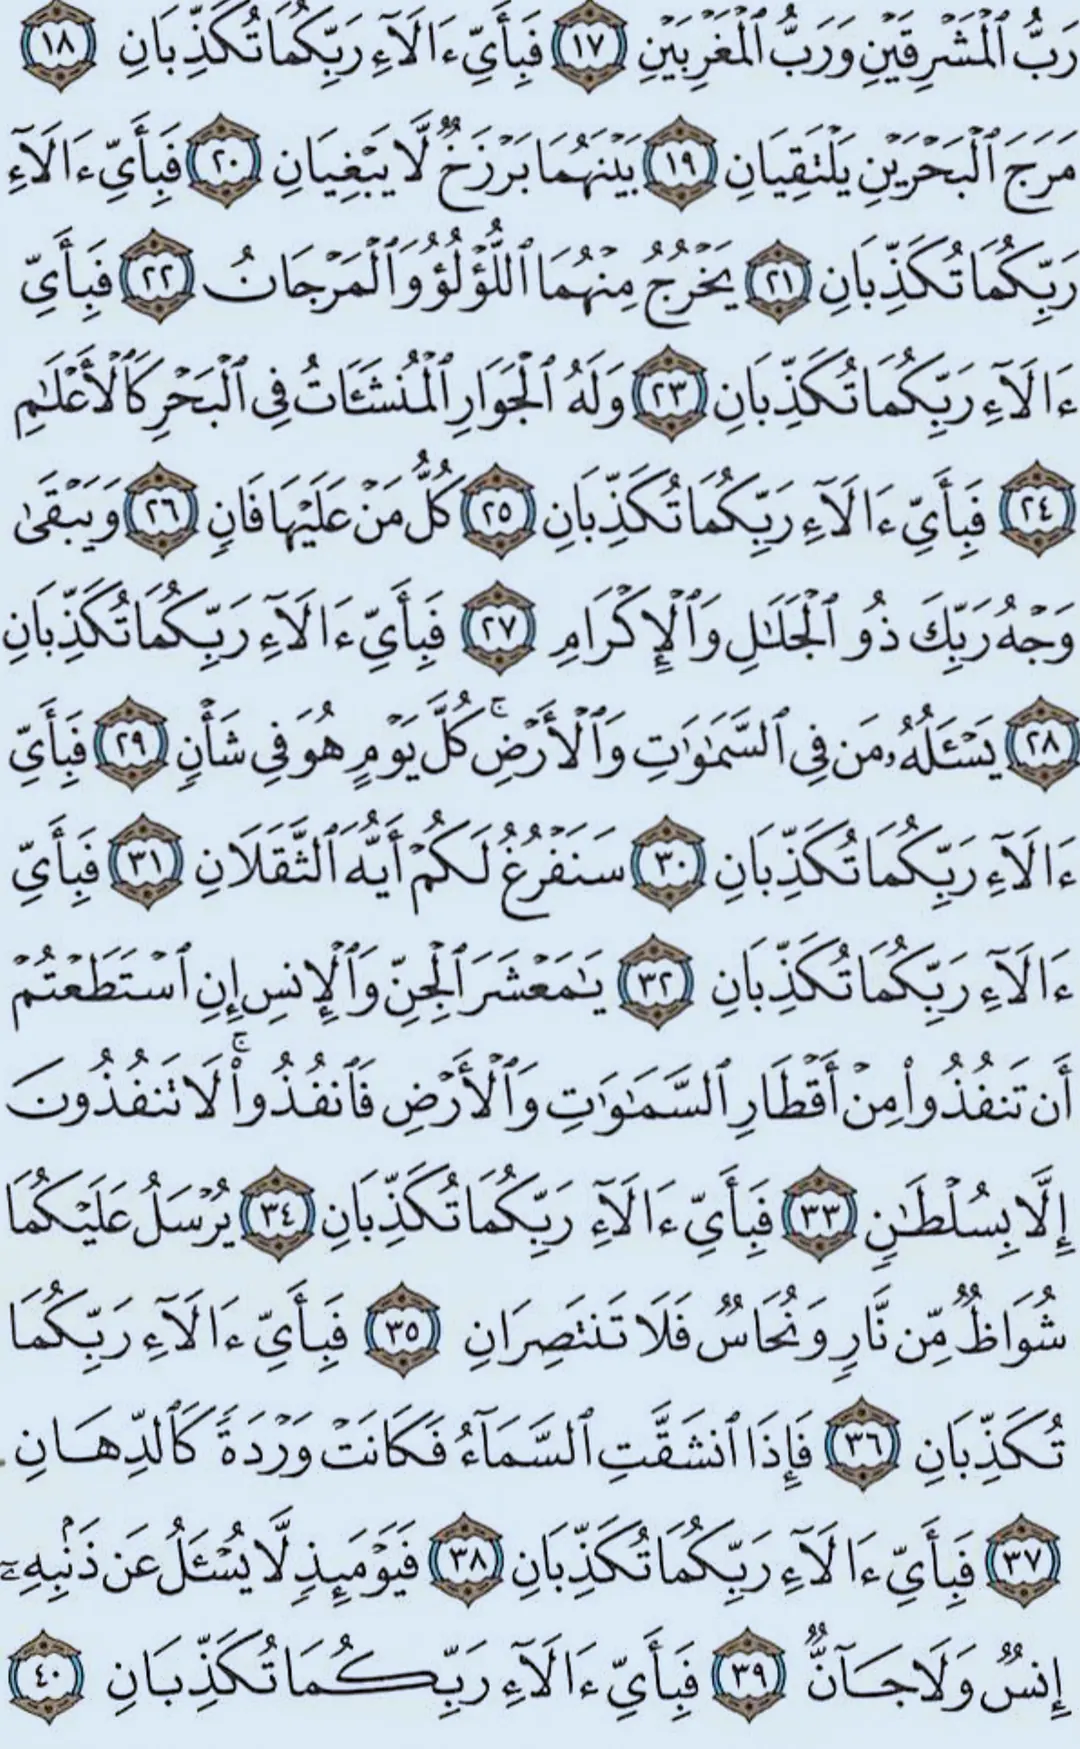 رَبُّ ٱلْمَشْرِقَيْنِ وَرَبُّ ٱلْمَغْرِبَيْنِ ١٧ فَبِأَيِّ ءَالَآءِ رَبِّكُمَا تُكَذِّبَانِ ١٨
مَرَجَ ٱلْبَحْرَيْنِ يَلْتَقِيَانِ ١٩ بَيْنَهُمَا بَرْزَخٌ لَّا يَبْغِيَانِ ٢٠ فَبِأَيِّ ءَالَآءِ
رَبِّكُمَا تُكَذِّبَانِ ٢١ يَخْرُجُ مِنْهُمَا ٱللُّؤْلُؤُ وَٱلْمَرْجَانُ ٢٢ فَبِأَيِّ
ءَالَآءِ رَبِّكُمَا تُكَذِّبَانِ ٢٣ وَلَهُ ٱلْجَوَارِ ٱلْمُنشَـَٔاتُ فِى ٱلْبَحْرِ كَٱلْأَعْلَـٰمِ
٢٤ فَبِأَيِّ ءَالَآءِ رَبِّكُمَا تُكَذِّبَانِ ٢٥ كُلُّ مَنْ عَلَيْهَا فَانٍ ٢٦ وَيَبْقَىٰ
وَجْهُ رَبِّكَ ذُو ٱلْجَلَـٰلِ وَٱلْإِكْرَامِ ٢٧ فَبِأَيِّ ءَالَآءِ رَبِّكُمَا تُكَذِّبَانِ
٢٨ يَسْـَٔلُهُۥ مَن فِى ٱلسَّمَـٰوَٰتِ وَٱلْأَرْضِ ۚ كُلَّ يَوْمٍ هُوَ فِى شَأْنٍ ٢٩ فَبِأَيِّ
ءَالَآءِ رَبِّكُمَا تُكَذِّبَانِ ٣٠ سَنَفْرُغُ لَكُمْ أَيُّهَ ٱلثَّقَلَانِ ٣١ فَبِأَيِّ
ءَالَآءِ رَبِّكُمَا تُكَذِّبَانِ ٣٢ يَـٰمَعْشَرَ ٱلْجِنِّ وَٱلْإِنسِ إِنِ ٱسْتَطَعْتُمْ
أَن تَنفُذُوا۟ مِنْ أَقْطَارِ ٱلسَّمَـٰوَٰتِ وَٱلْأَرْضِ فَٱنفُذُوا۟ ۚ لَا تَنفُذُونَ
إِلَّا بِسُلْطَـٰنٍ ٣٣ فَبِأَيِّ ءَالَآءِ رَبِّكُمَا تُكَذِّبَانِ ٣٤ يُرْسَلُ عَلَيْكُمَا
شُوَاظٌ مِّن نَّارٍ وَنُحَاسٌ فَلَا تَنتَصِرَانِ ٣٥ فَبِأَيِّ ءَالَآءِ رَبِّكُمَا
تُكَذِّبَانِ ٣٦ فَإِذَا ٱنشَقَّتِ ٱلسَّمَآءُ فَكَانَتْ وَرْدَةً كَٱلدِّهَانِ
٣٧ فَبِأَيِّ ءَالَآءِ رَبِّكُمَا تُكَذِّبَانِ ٣٨ فَيَوْمَئِذٍ لَّا يُسْـَٔلُ عَن ذَنۢبِهِۦٓ
إِنسٌ وَلَا جَآنٌّ ٣٩ فَبِأَيِّ ءَالَآءِ رَبِّكُمَا تُكَذِّبَانِ ٤٠